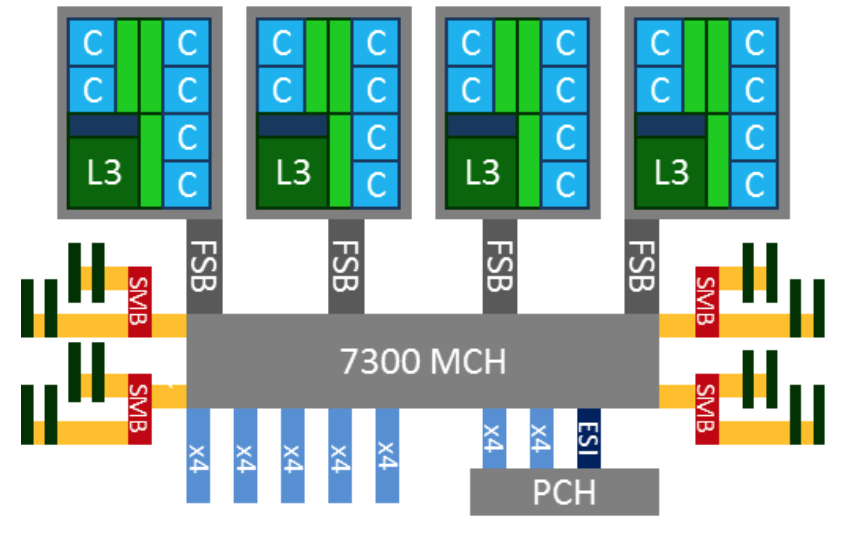 C C C C C C C C
C C C C C C C C
C C C C
L3 L3 L3 L3
C C C C
FSB FSB FSB FSB
SMB SMB
7300 MCH
SMB SMB
x4 x4 x4 x4 x4 x4 x4 ESI
PCH